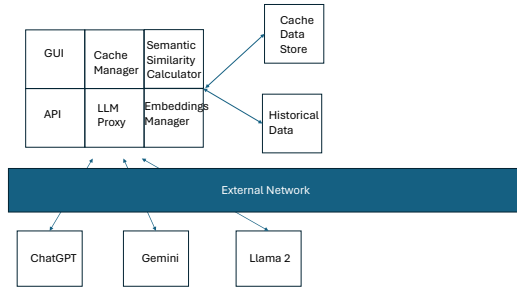 GUI
Cache
Manager
Semantic
Similarity
Calculator
Cache
Data
Store
API
LLM
Proxy
Embeddings
Manager
Historical
Data
External Network
ChatGPT
Gemini
Llama 2